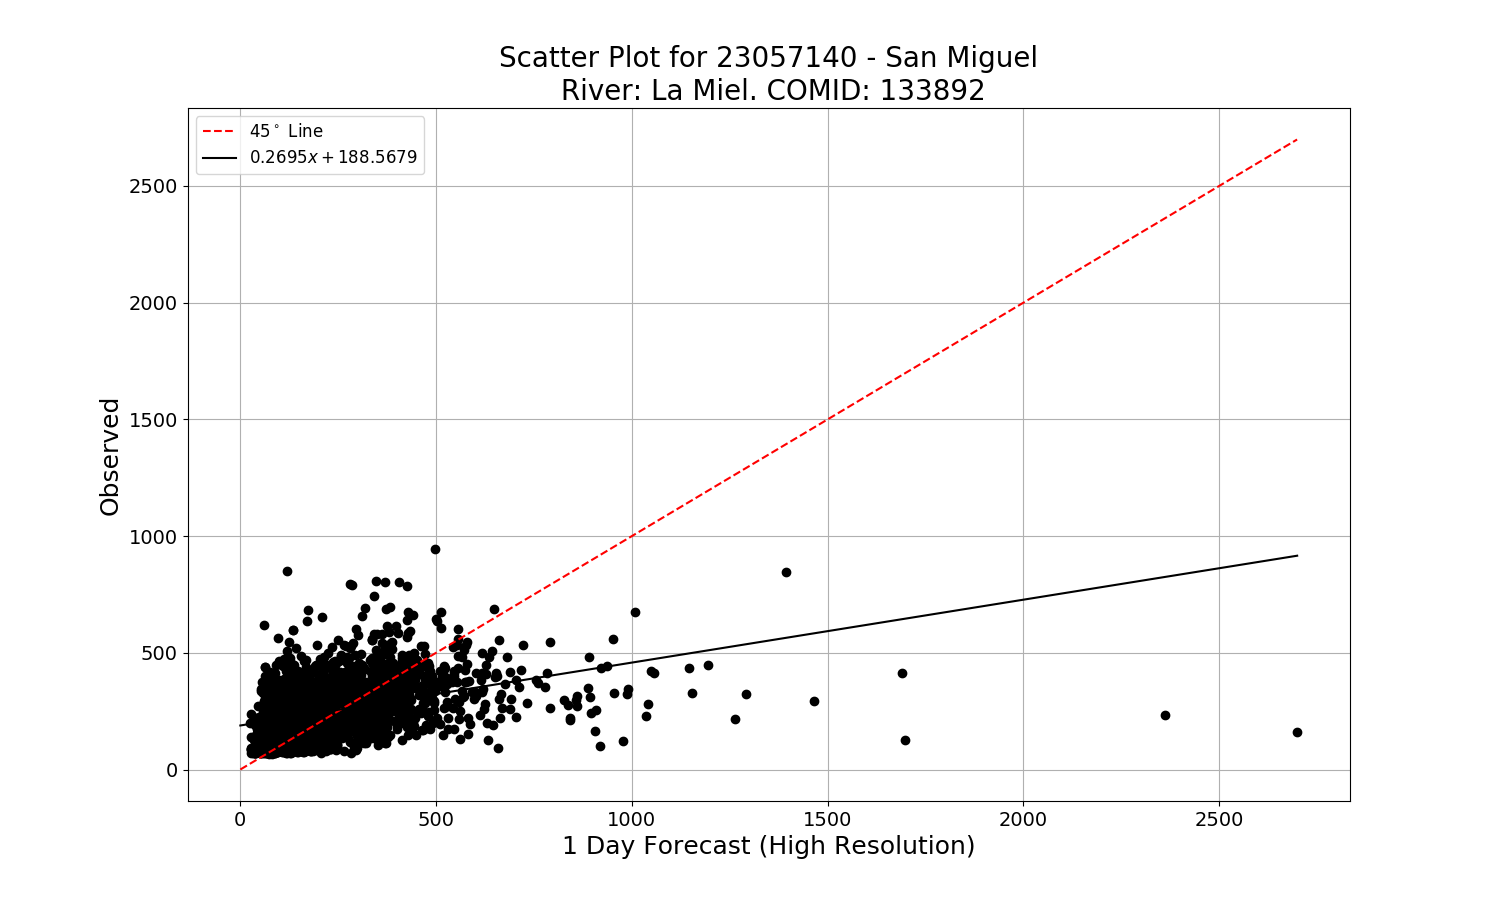 Scatter Plot for 23057140 - San Miguel
River: La Miel. COMID: 133892
45° Line
0.2695x + 188.5679
Observed
2500
2000
1500
1000
500
0
0 500 1000 1500 2000 2500
1 Day Forecast (High Resolution)